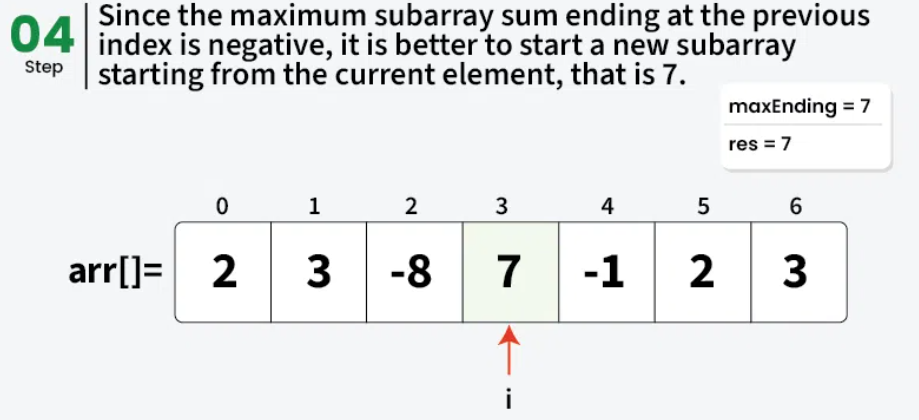 04
Step
Since the maximum subarray sum ending at the previous
index is negative, it is better to start a new subarray
starting from the current element, that is 7.
maxEnding = 7
res = 7
0 1 2 3 4 5 6
arr[]= 2 3 -8 7 -1 2 3
i